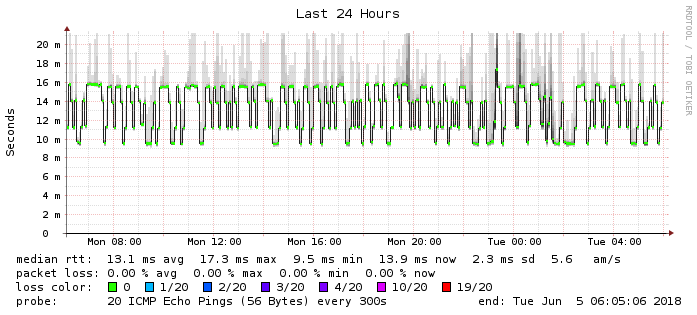 Last 24 Hours
RRDTOOL / TOBI OETIKER
Seconds
20 m
18 m
16 m
14 m
12 m
10 m
8 m
6 m
4 m
2 m
0
Mon 08:00 Mon 12:00 Mon 16:00 Mon 20:00 Tue 00:00 Tue 04:00
median rtt: 13.1 ms avg 17.3 ms max 9.5 ms min 13.9 ms now 2.3 ms sd 5.6 am/s
packet loss: 0.00 % avg 0.00 % max 0.00 % min 0.00 % now
loss color: 0 1/20 2/20 3/20 4/20 10/20 19/20
probe: 20 ICMP Echo Pings (56 Bytes) every 300s end: Tue Jun 5 06:05:06 2018